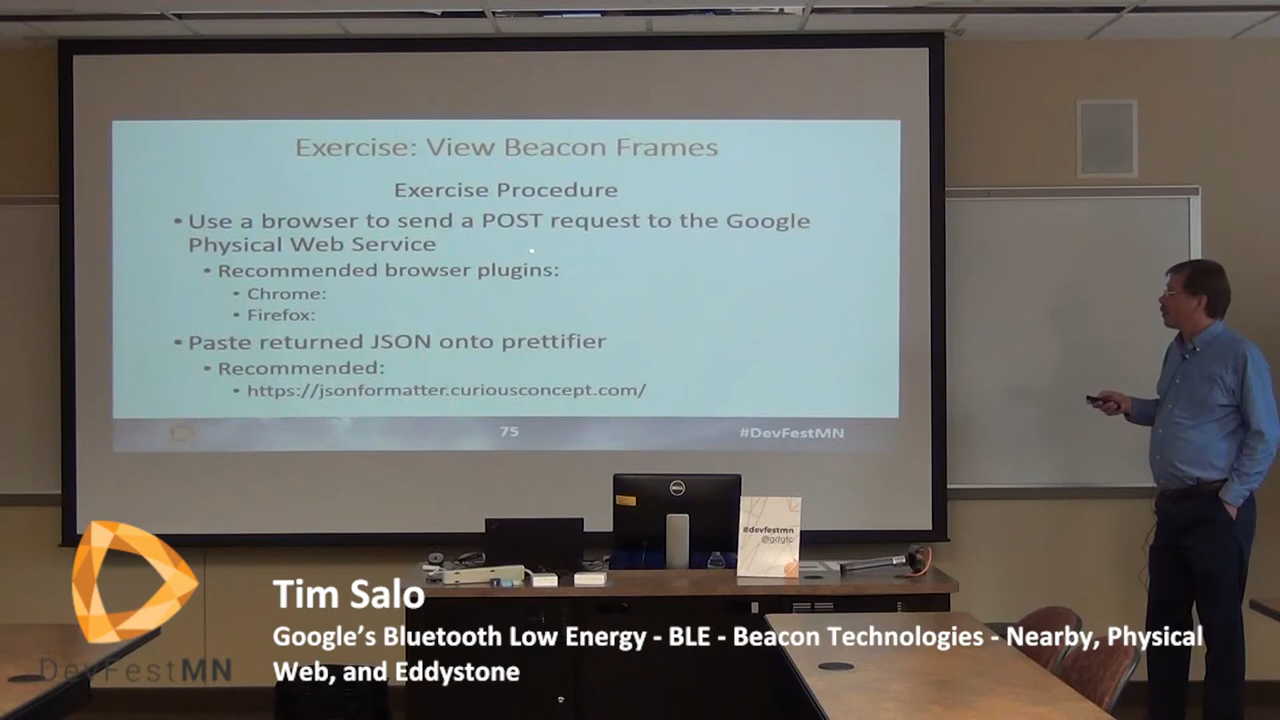 Exercise: View Beacon Frames
Exercise Procedure
• Use a browser to send a POST request to the Google
Physical Web Service
• Recommended browser plugins:
• Chrome:
• Firefox:
• Paste returned JSON onto prettifier
• Recommended:
• https://jsonformatter.curiousconcept.com/
75
#DevFestMN
DELL
#devfestmn
@gdgtc
Tim Salo
Google's Bluetooth Low Energy - BLE - Beacon Technologies - Nearby, Physical
Web, and Eddystone
DevFestMN